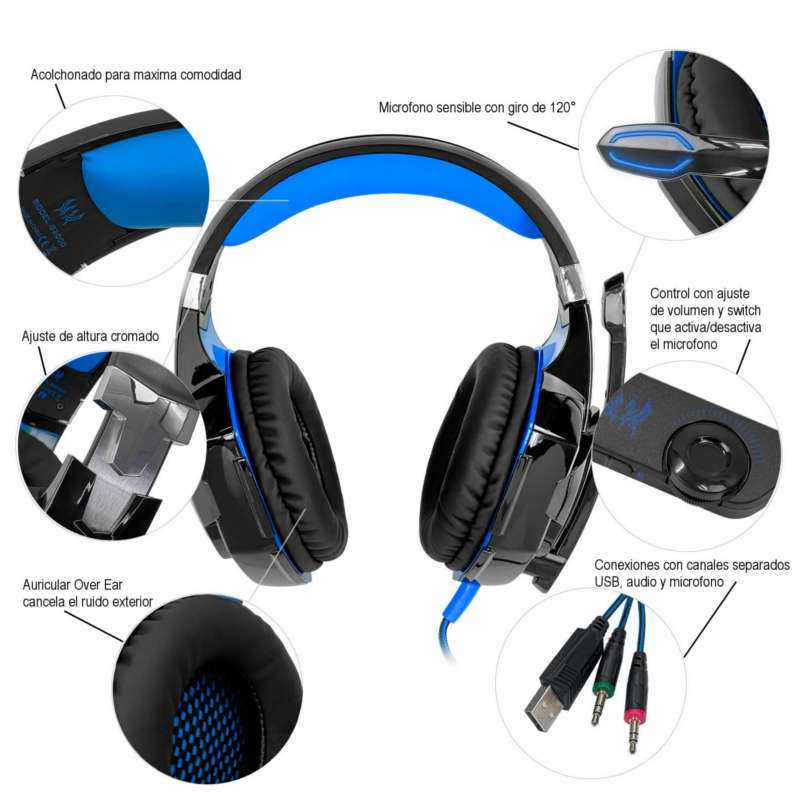 Acolchonado para maxima comodidad
Microfono sensible con giro de 120°
MODEL:G2000
Control con ajuste
de volumen y switch
que activa/desactiva
el microfono
Ajuste de altura cromado
Conexiones con canales separados
USB, audio y microfono
Auricular Over Ear
cancela el ruido exterior